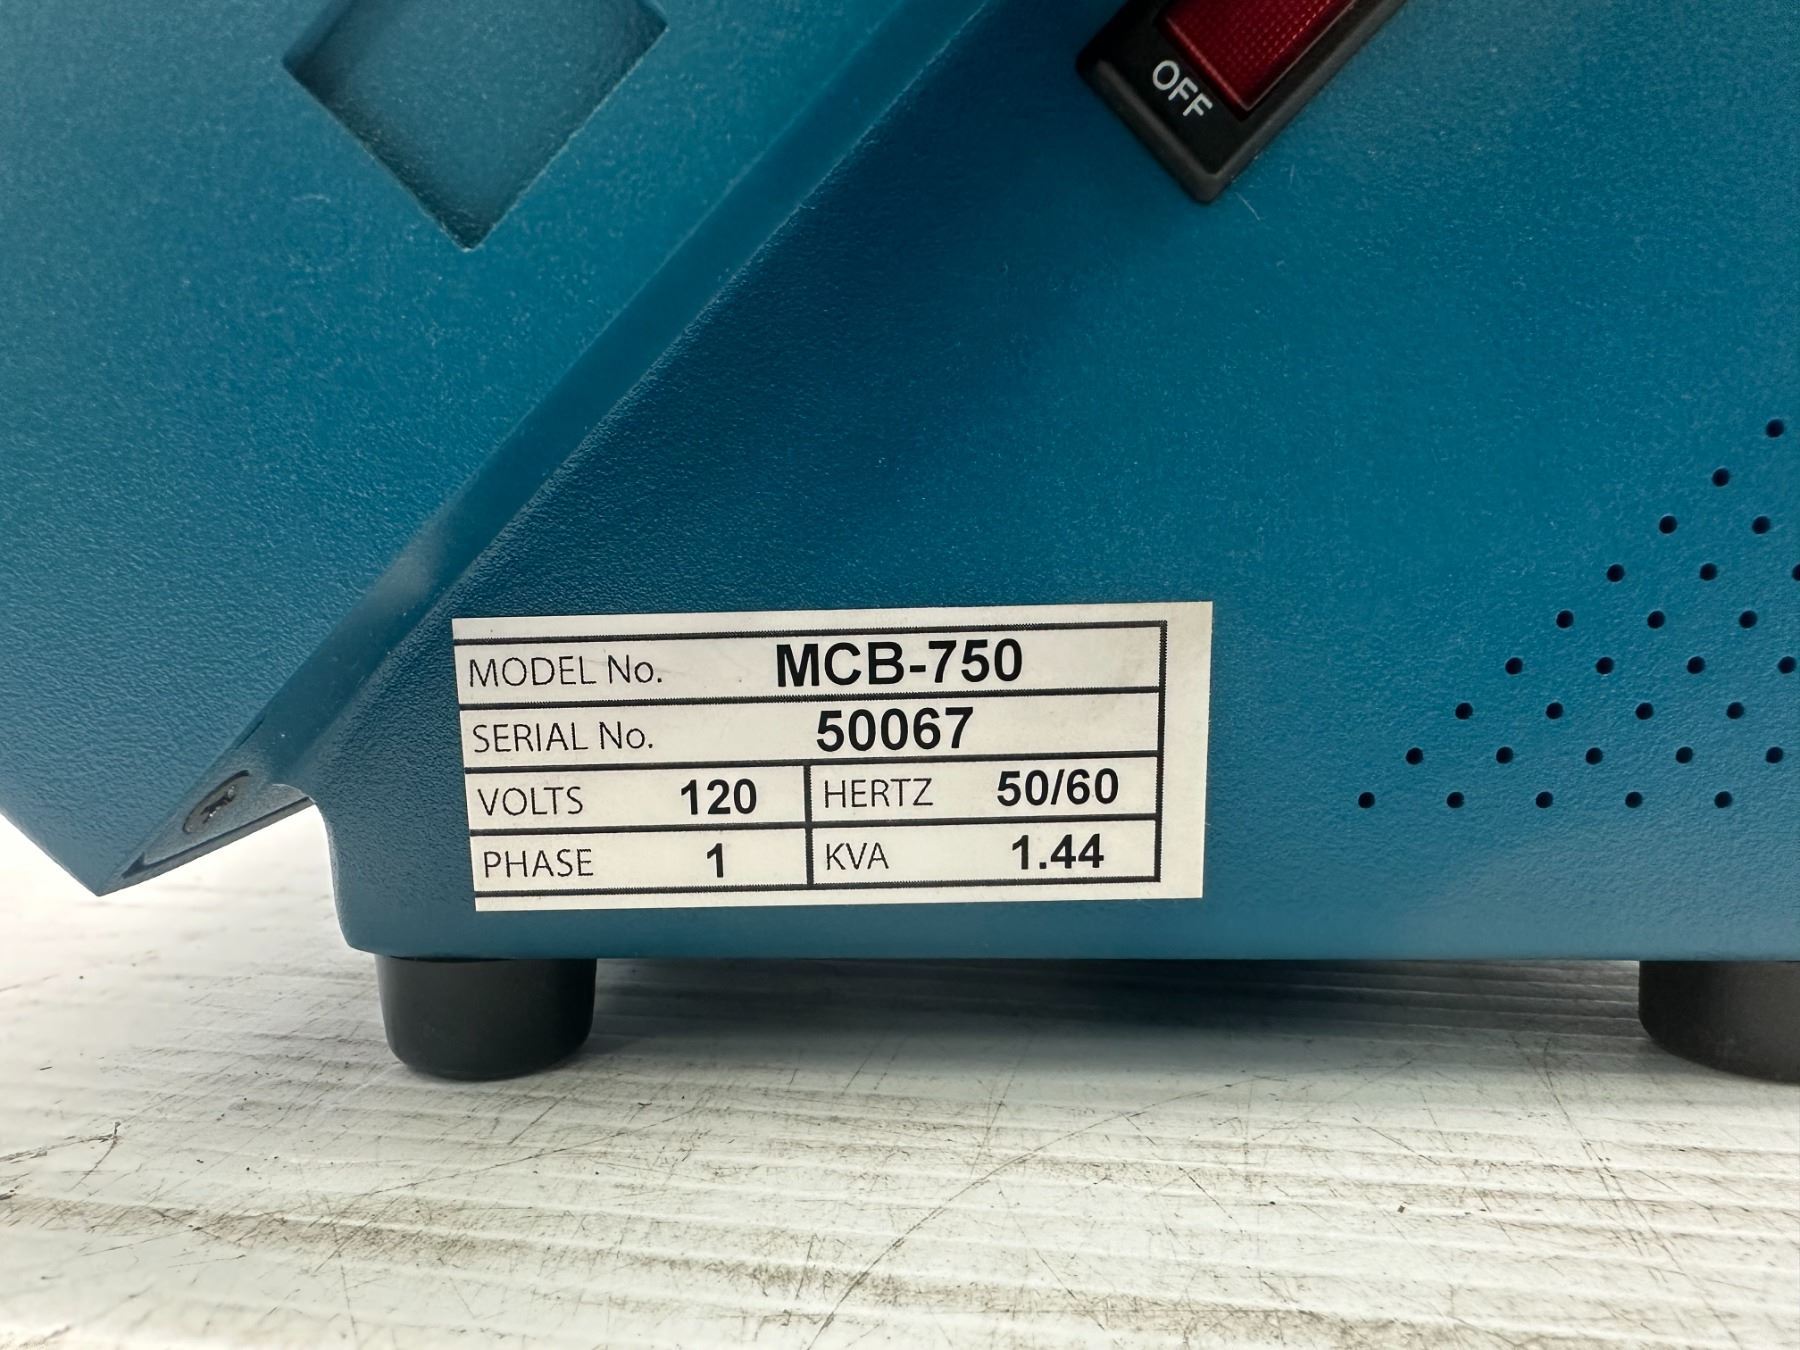 OFF
MODEL No. MCB-750
SERIAL No. 50067
VOLTS 120 HERTZ 50/60
PHASE 1 KVA 1.44